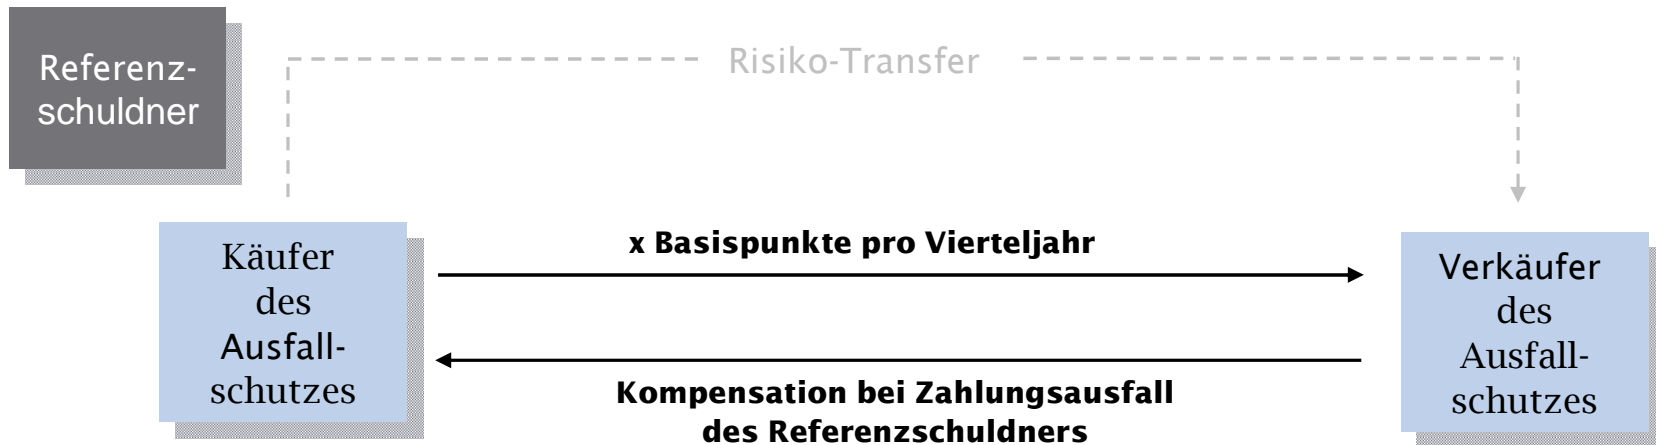 Referenz-
schuldner
Risiko-Transfer
Käufer
des
Ausfall-
schutzes
x Basispunkte pro Vierteljahr
Kompensation bei Zahlungsausfall
des Referenzschuldners
Verkäufer
des
Ausfall-
schutzes